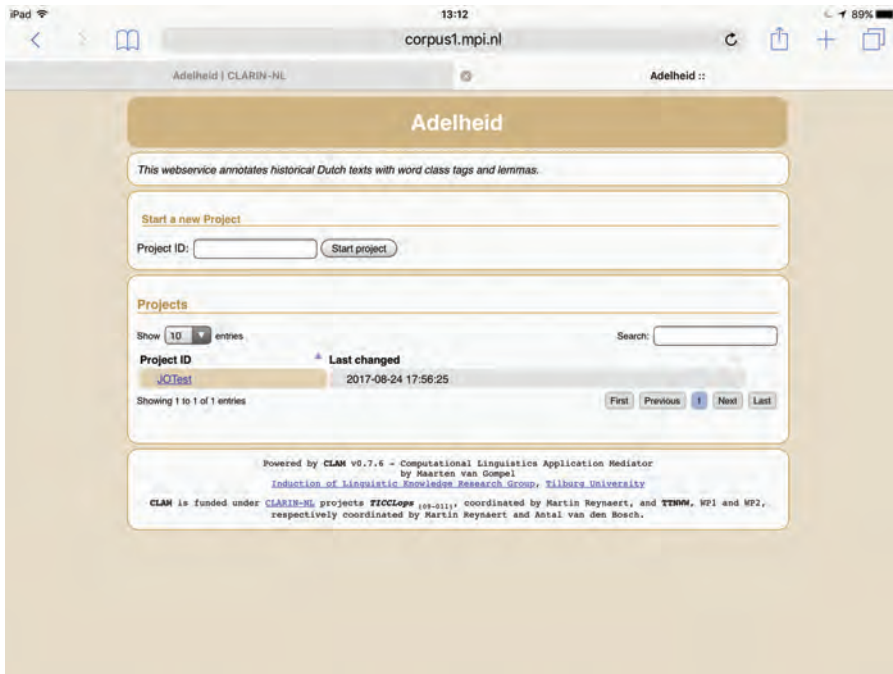 iPad 13:12 89%
corpus1.mpi.nl
Adelheid | CLARIN-NL Adelheid ::
Adelheid
This webservice annotates historical Dutch texts with word class tags and lemmas.
Start a new Project
Project ID: Start project
Projects
Show 10 entries Search:
Project ID Last changed
JOTest 2017-08-24 17:56:25
Showing 1 to 1 of 1 entries First Previous 1 Next Last
Powered by CLAM v0.7.6 - Computational Linguistics Application Mediator
by Maarten van Gompel
Induction of Linguistic Knowledge Research Group, Tilburg University
CLAM is funded under CLARIN-NL projects TICCLops (09-011), coordinated by Martin Reynaert, and TTNWW, WP1 and WP2,
respectively coordinated by Martin Reynaert and Antal van den Bosch.